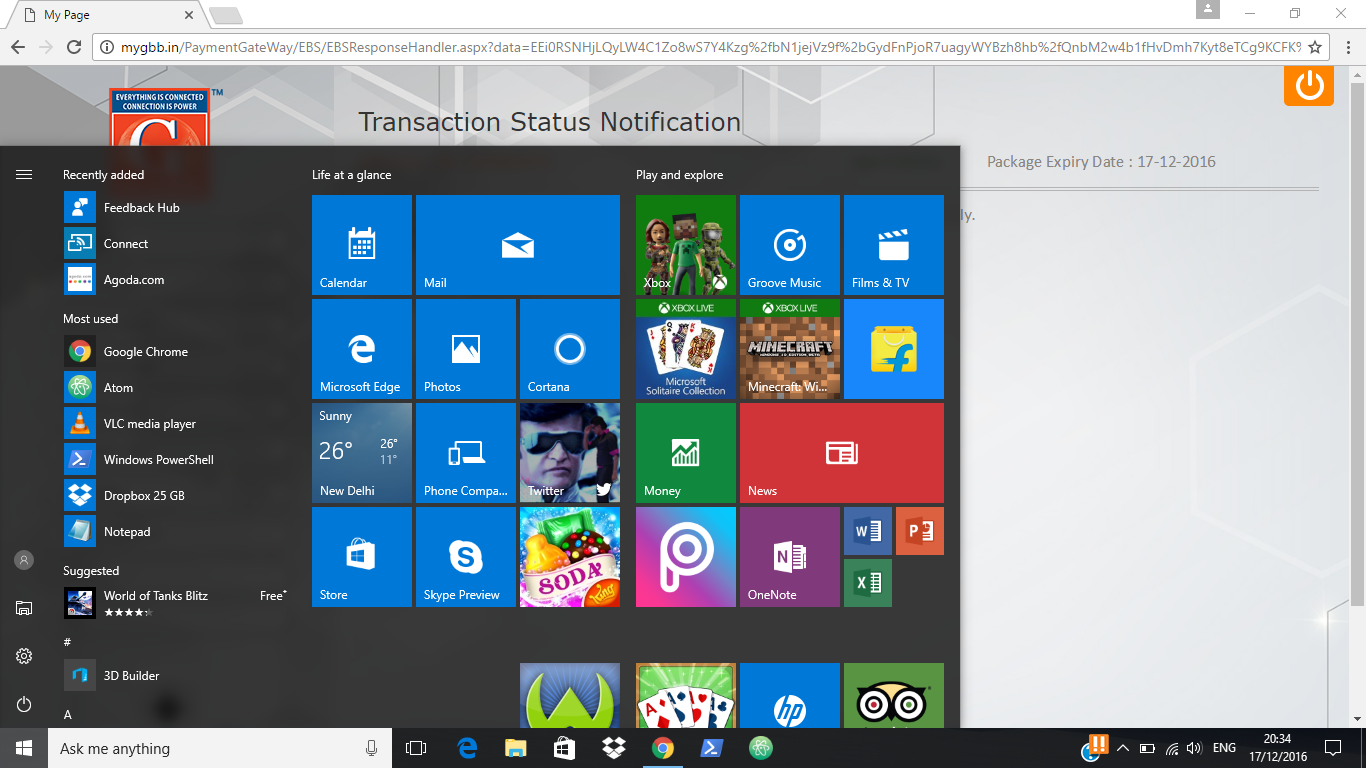 My Page
mygbb.in/PaymentGateWay/EBS/EBSResponseHandler.aspx?data=EEi0RSNHjLQyLW4C1Zo8wS7Y4Kzg%2fbN1jejVz9f%2bGydFnPjoR7uagyWYBzh8hb%2fQnbM2w4b1fHvDmh7Kyt8eTCg9KCFK%
EVERYTHING IS CONNECTED
CONNECTION IS POWER
TM
Transaction Status Notification
Package Expiry Date : 17-12-2016
ly.
Recently added
Feedback Hub
Connect
Agoda.com
Most used
Google Chrome
Atom
VLC media player
Windows PowerShell
Dropbox 25 GB
Notepad
Suggested
World of Tanks Blitz Free*
#
3D Builder
A
Life at a glance
Calendar
Mail
Microsoft Edge
Photos
Cortana
Sunny
26° 26°
11°
New Delhi
Phone Compa...
Twitter
Store
Skype Preview
SODA
King
Play and explore
Xbox
Groove Music
Films & TV
XBOX LIVE
Microsoft
Solitaire Collection
XBOX LIVE
MINECRAFT
WINDOWS 10 EDITION BETA
Minecraft: Wi...
Money
News
OneNote
hp
Ask me anything
ENG
20:34
17/12/2016